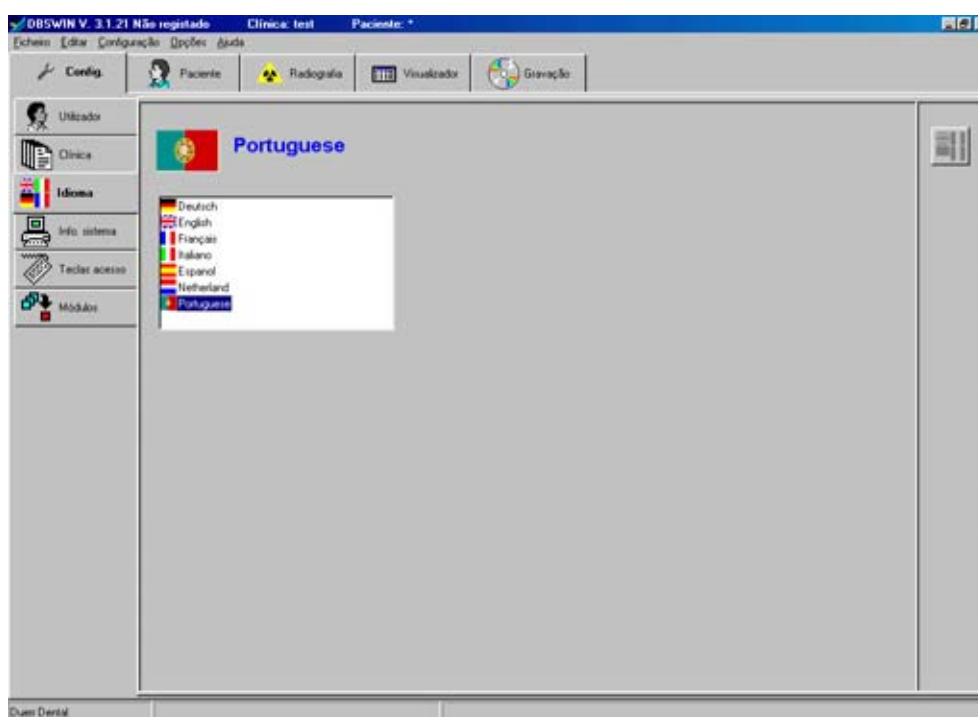 DBSWIN V. 3.1.21 Não registado Clínica: test Paciente: *
Ficheiro Editar Configuração Opções Ajuda
Config. Paciente Radiografia Visualizador Gravação
Utilizador
Clínica
Idioma
Info. sistema
Teclas acesso
Módulos
Portuguese
Deutsch
English
Français
Italiano
Espanol
Netherland
Portuguese
Duerr Dental